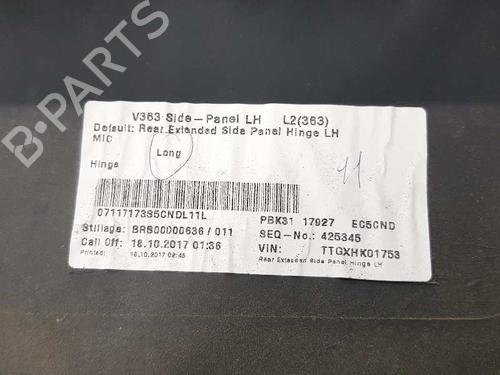 V363 Side-Panel LH L2(363)
Default: Rear Extended Side Panel Hinge LH
MIC
Long
Hinge
11
07117173S5CNDL11L
PBK31 17927 EC5CND
Stillage: BRS00000636 / 011
SEQ-No.: 425345
Call Off: 18.10.2017 01:36
VIN: TTGXHK01753
Printed: 18.10.2017 02:45
Rear Extended Side Panel Hinge LH
B-PARTS